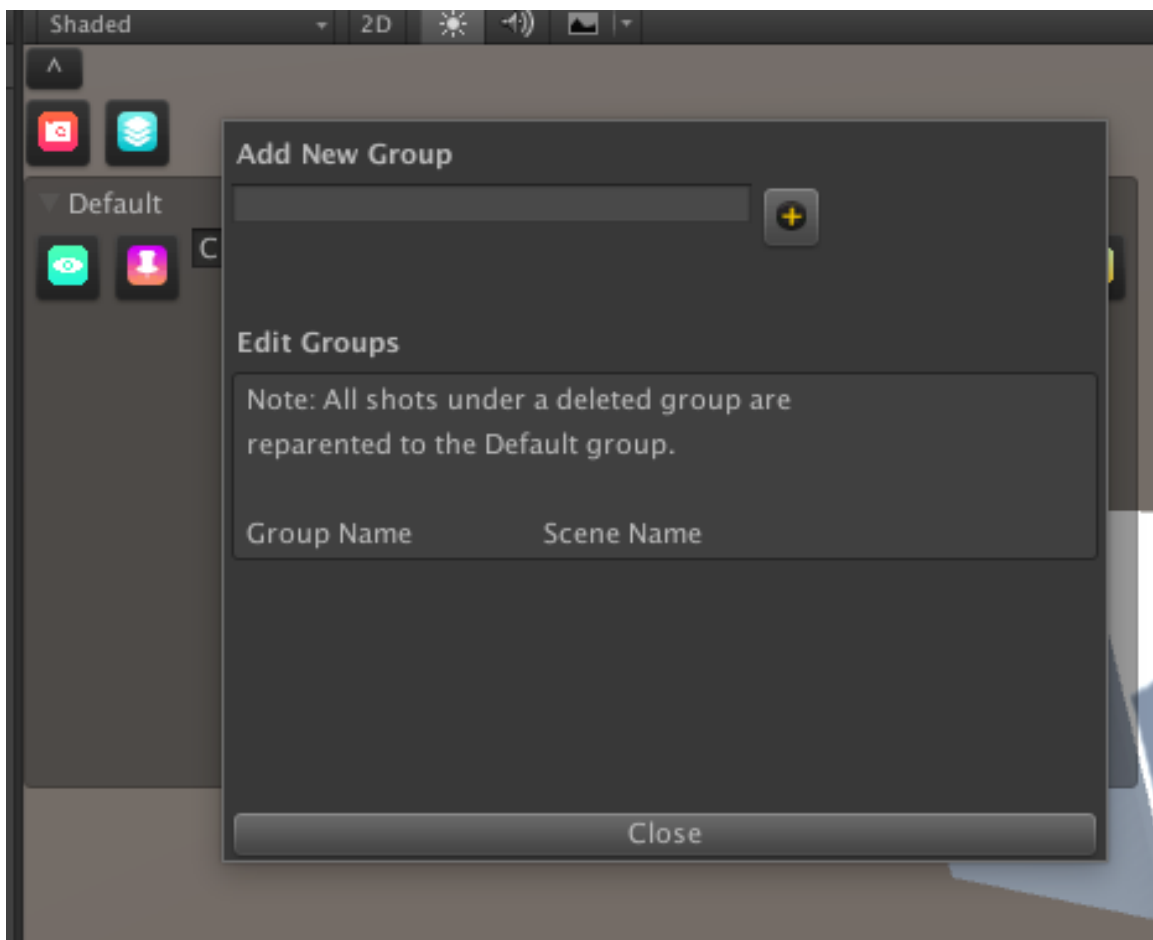 Shaded
2D
^
Add New Group
Default
C
Edit Groups
Note: All shots under a deleted group are
reparented to the Default group.
Group Name Scene Name
Close